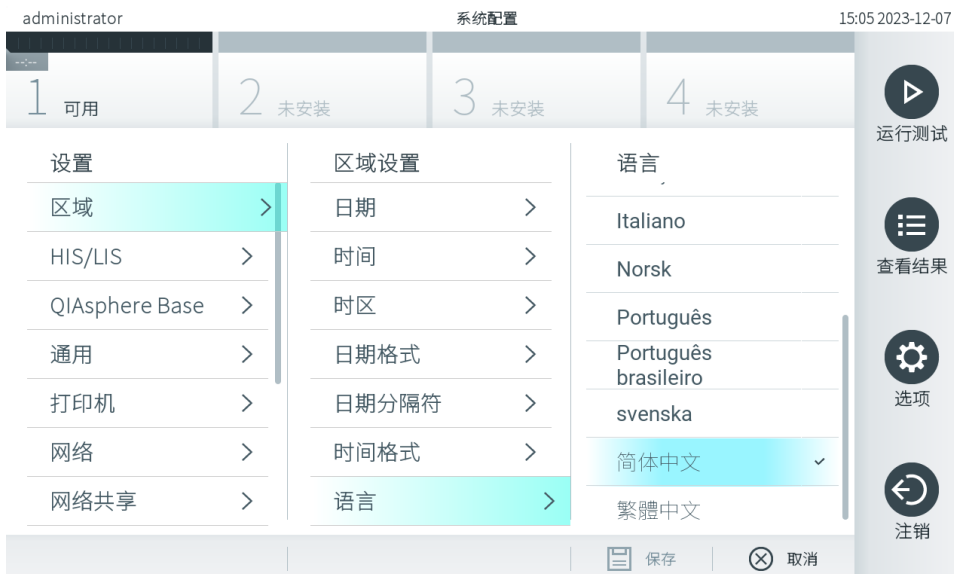 administrator
系统配置
15:05 2023-12-07
--:--
1 可用
2 未安装
3 未安装
4 未安装
运行测试
查看结果
选项
注销
设置
区域
HIS/LIS
QIAsphere Base
通用
打印机
网络
网络共享
区域设置
日期
时间
时区
日期格式
日期分隔符
时间格式
语言
语言
Italiano
Norsk
Português
Português
brasileiro
svenska
简体中文
繁體中文
保存
取消